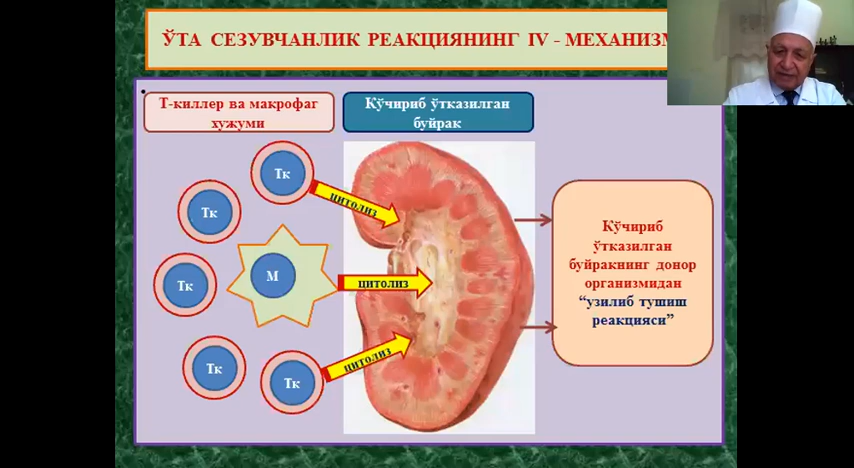 ЎТА СЕЗУВЧАНЛИК РЕАКЦИЯНИНГ IV - МЕХАНИЗМ
Т-киллер ва макрофаг
хужуми
Кўчириб ўтказилган
буйрак
Тк
цитолиз
Тк
М
цитолиз
Тк
Тк
Тк
цитолиз
Кўчириб
ўтказилган
буйракнинг донор
организмидан
“узилиб тушиш
реакцияси”